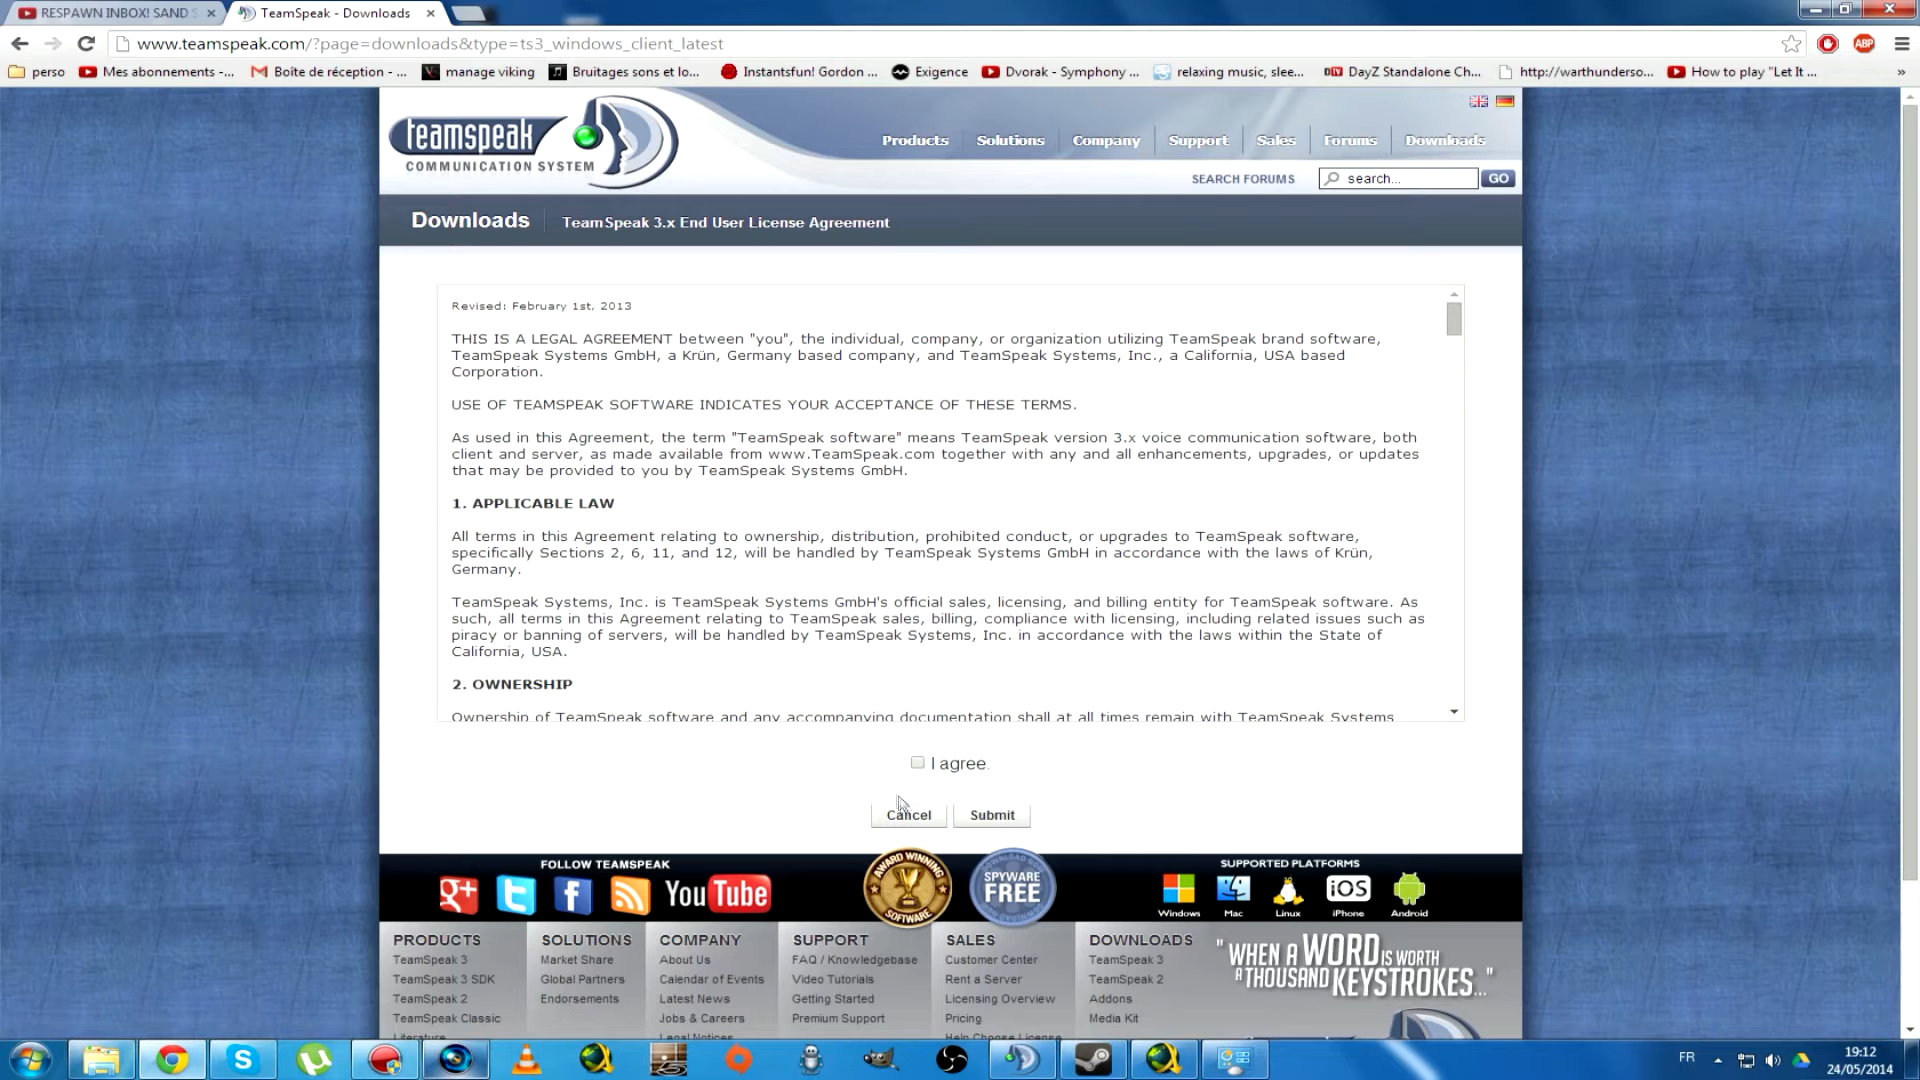 RESPAWN INBOX! SAND S
TeamSpeak - Downloads
www.teamspeak.com/?page=downloads&type=ts3_windows_client_latest
ABP
perso
Mes abonnements -...
Boîte de réception - ...
manage viking
Bruitages sons et lo...
Instantsfun! Gordon ...
Exigence
Dvorak - Symphony ...
relaxing music, slee...
DayZ Standalone Ch...
http://warthunderso...
How to play "Let It ...
»
teamspeak
COMMUNICATION SYSTEM
Products
Solutions
Company
Support
Sales
Forums
Downloads
SEARCH FORUMS
search...
GO
Downloads
TeamSpeak 3.x End User License Agreement
Revised: February 1st, 2013
THIS IS A LEGAL AGREEMENT between "you", the individual, company, or organization utilizing TeamSpeak brand software,
TeamSpeak Systems GmbH, a Krün, Germany based company, and TeamSpeak Systems, Inc., a California, USA based
Corporation.
USE OF TEAMSPEAK SOFTWARE INDICATES YOUR ACCEPTANCE OF THESE TERMS.
As used in this Agreement, the term "TeamSpeak software" means TeamSpeak version 3.x voice communication software, both
client and server, as made available from www.TeamSpeak.com together with any and all enhancements, upgrades, or updates
that may be provided to you by TeamSpeak Systems GmbH.
1. APPLICABLE LAW
All terms in this Agreement relating to ownership, distribution, prohibited conduct, or upgrades to TeamSpeak software,
specifically Sections 2, 6, 11, and 12, will be handled by TeamSpeak Systems GmbH in accordance with the laws of Krün,
Germany.
TeamSpeak Systems, Inc. is TeamSpeak Systems GmbH's official sales, licensing, and billing entity for TeamSpeak software. As
such, all terms in this Agreement relating to TeamSpeak sales, billing, compliance with licensing, including related issues such as
piracy or banning of servers, will be handled by TeamSpeak Systems, Inc. in accordance with the laws within the State of
California, USA.
2. OWNERSHIP
Ownership of TeamSpeak software and any accompanying documentation shall at all times remain with TeamSpeak Systems
I agree.
Cancel
Submit
FOLLOW TEAMSPEAK
You Tube
AWARD WINNING
SOFTWARE
SPYWARE
FREE
SUPPORTED PLATFORMS
iOS
Windows
Mac
Linux
iPhone
Android
PRODUCTS
TeamSpeak 3
TeamSpeak 3 SDK
TeamSpeak 2
TeamSpeak Classic
Literature
SOLUTIONS
Market Share
Global Partners
Endorsements
COMPANY
About Us
Calendar of Events
Latest News
Jobs & Careers
Legal Notices
SUPPORT
FAQ / Knowledgebase
Video Tutorials
Getting Started
Premium Support
SALES
Customer Center
Rent a Server
Licensing Overview
Pricing
Help Choose License
DOWNLOADS
TeamSpeak 3
TeamSpeak 2
Addons
Media Kit
"WHEN A WORD IS WORTH
A THOUSAND KEYSTROKES..."
FR
19:12
24/05/2014